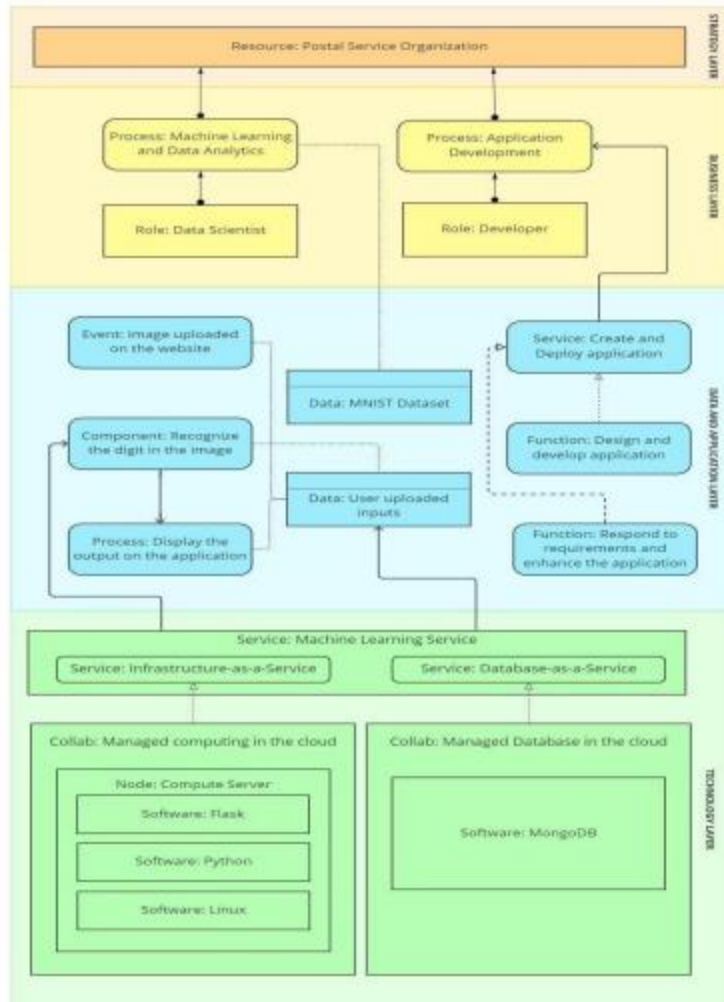 STRATEGY LAYER
Resource: Postal Service Organization
BUSINESS LAYER
Process: Machine Learning
and Data Analytics
Process: Application
Development
Role: Data Scientist
Role: Developer
DATA AND APPLICATION LAYER
Event: Image uploaded
on the website
Service: Create and
Deploy application
Data: MNIST Dataset
Component: Recognize
the digit in the image
Function: Design and
develop application
Data: User uploaded
inputs
Process: Display the
output on the application
Function: Respond to
requirements and
enhance the application
TECHNOLOGY LAYER
Service: Machine Learning Service
Service: Infrastructure-as-a-Service
Service: Database-as-a-Service
Collab: Managed computing in the cloud
Collab: Managed Database in the cloud
Node: Compute Server
Software: Flask
Software: Python
Software: Linux
Software: MongoDB